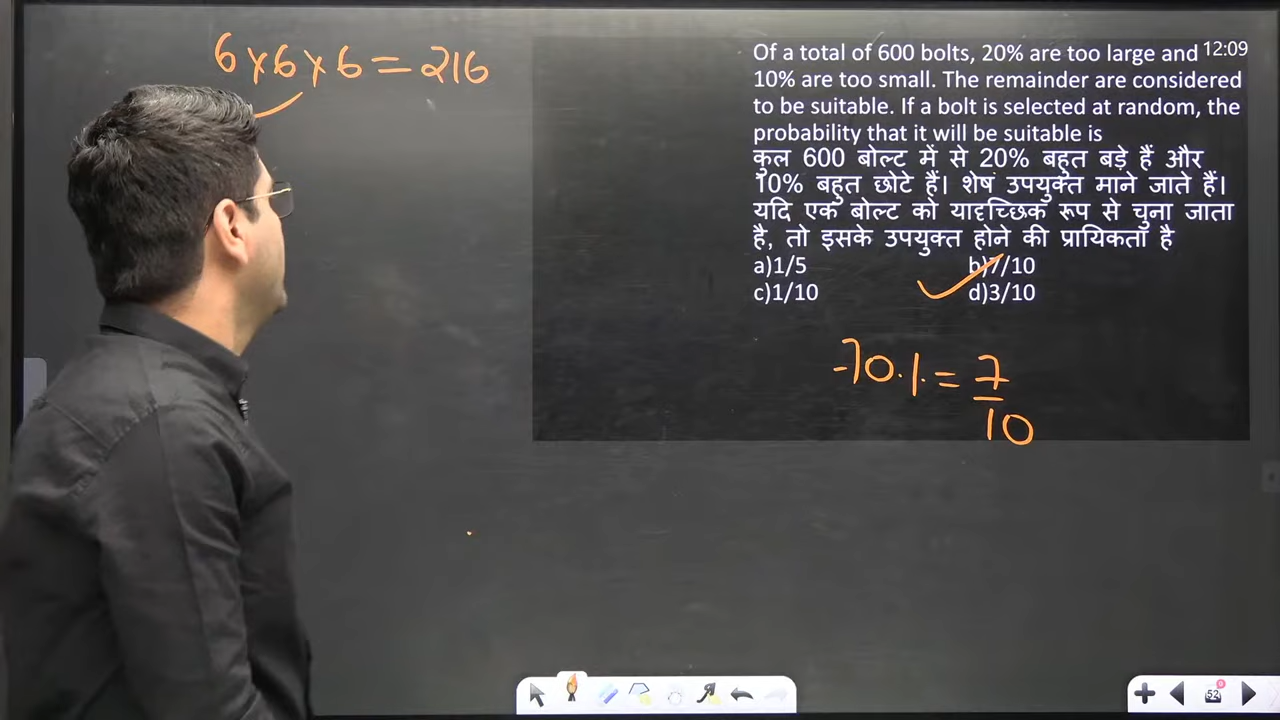 6×6×6=216
Of a total of 600 bolts, 20% are too large and 12:09
10% are too small. The remainder are considered
to be suitable. If a bolt is selected at random, the
probability that it will be suitable is
कुल 600 बोल्ट में से 20% बहुत बड़े हैं और
10% बहुत छोटे हैं। शेष उपयुक्त माने जाते हैं।
यदि एक बोल्ट को यादृच्छिक रूप से चुना जाता
है, तो इसके उपयुक्त होने की प्रायिकता है
a)1/5 b)7/10
c)1/10 d)3/10
70%=7/10
52